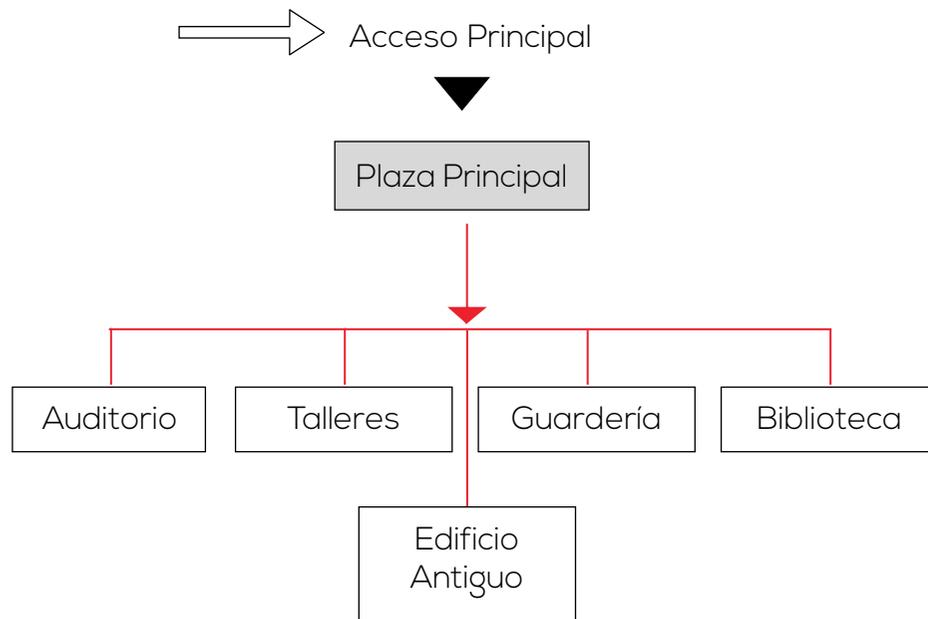 Acceso Principal
Plaza Principal
Auditorio
Talleres
Guardería
Biblioteca
Edificio
Antiguo